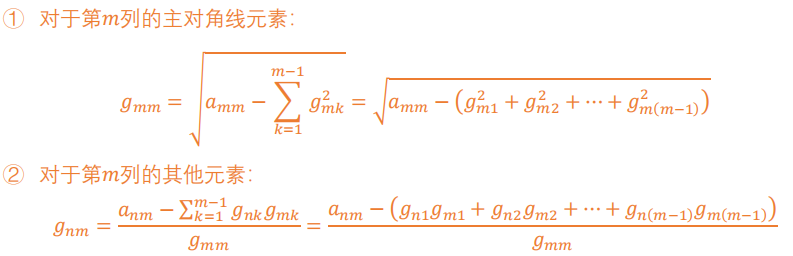 ① 对于第𝑚列的主对角线元素：
$g_{mm} = \sqrt{a_{mm} - \sum_{k=1}^{m-1} g_{mk}^{2}} = \sqrt{a_{mm} - (g_{m1}^{2} + g_{m2}^{2} + \cdots + g_{m(m-1)}^{2})}$
② 对于第𝑚列的其他元素：
$g_{nm} = \frac{a_{nm} - \sum_{k=1}^{m-1} g_{nk} g_{mk}}{g_{mm}} = \frac{a_{nm} - (g_{n1} g_{m1} + g_{n2} g_{m2} + \cdots + g_{n(m-1)} g_{m(m-1)})}{g_{mm}}$